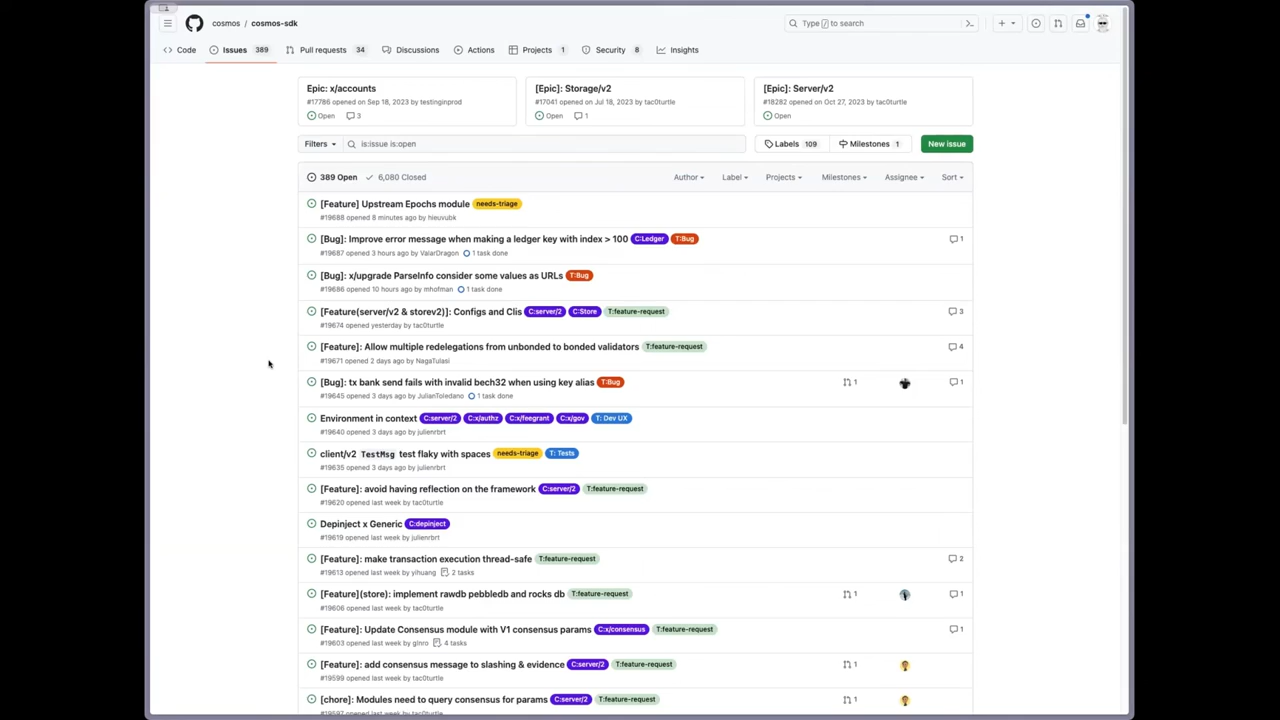 cosmos / cosmos-sdk
Type / to search
Code Issues 389 Pull requests 34 Discussions Actions Projects 1 Security 8 Insights
Epic: x/accounts
#17786 opened on Sep 18, 2023 by testinginprod
Open 3
[Epic]: Storage/v2
#17041 opened on Jul 18, 2023 by tac0turtle
Open 1
[Epic]: Server/v2
#18282 opened on Oct 27, 2023 by tac0turtle
Open
Filters is:issue is:open Labels 109 Milestones 1 New issue
389 Open 6,080 Closed Author Label Projects Milestones Assignee Sort
[Feature] Upstream Epochs module needs-triage
#19688 opened 8 minutes ago by hieuvubk
[Bug]: Improve error message when making a ledger key with index > 100 C:Ledger T:Bug 1
#19687 opened 3 hours ago by ValarDragon 1 task done
[Bug]: x/upgrade ParseInfo consider some values as URLs T:Bug
#19686 opened 10 hours ago by mhofman 1 task done
[Feature(server/v2 & storev2)]: Configs and Clis C:server/2 C:Store T:feature-request 3
#19674 opened yesterday by tac0turtle
[Feature]: Allow multiple redelegations from unbonded to bonded validators T:feature-request 4
#19671 opened 2 days ago by NagaTulasi
[Bug]: tx bank send fails with invalid bech32 when using key alias T:Bug 1 1
#19645 opened 3 days ago by JulianToledano 1 task done
Environment in context C:server/2 C:x/authz C:x/feegrant C:x/gov T: Dev UX
#19640 opened 3 days ago by julienrbrt
client/v2 TestMsg test flaky with spaces needs-triage T: Tests
#19635 opened 3 days ago by julienrbrt
[Feature]: avoid having reflection on the framework C:server/2 T:feature-request
#19620 opened last week by tac0turtle
Depinject x Generic C:depinject
#19619 opened last week by julienrbrt
[Feature]: make transaction execution thread-safe T:feature-request 2
#19613 opened last week by yihuang 2 tasks
[Feature](store): implement rawdb pebbledb and rocks db T:feature-request 1 1
#19606 opened last week by tac0turtle
[Feature]: Update Consensus module with V1 consensus params C:x/consensus T:feature-request 1
#19603 opened last week by ginro 4 tasks
[Feature]: add consensus message to slashing & evidence C:server/2 T:feature-request 1
#19599 opened last week by tac0turtle
[chore]: Modules need to query consensus for params C:server/2 T:feature-request 1
#19597 opened last week by tac0turtle